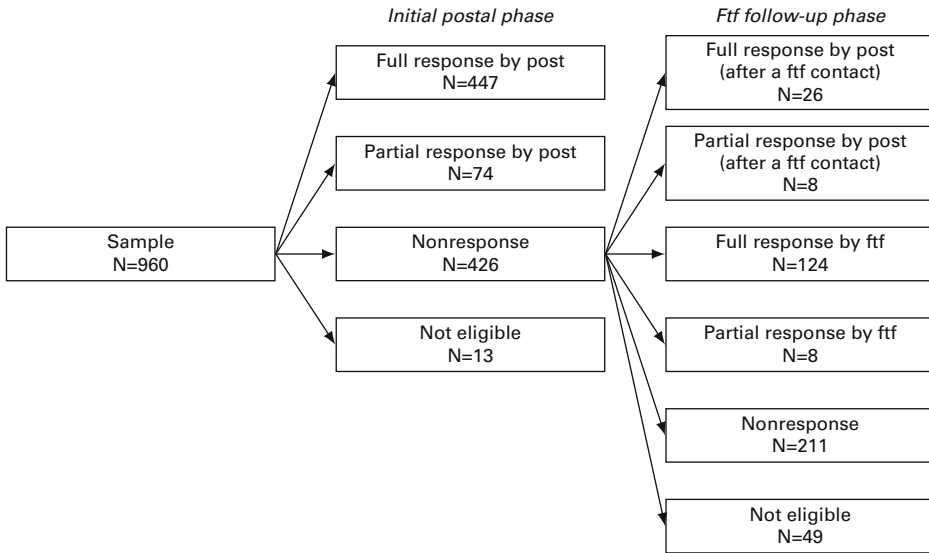 Initial postal phase
Ftf follow-up phase
Full response by post
N=447
Partial response by post
N=74
Sample
N=960
Nonresponse
N=426
Not eligible
N=13
Full response by post
(after a ftf contact)
N=26
Partial response by post
(after a ftf contact)
N=8
Full response by ftf
N=124
Partial response by ftf
N=8
Nonresponse
N=211
Not eligible
N=49